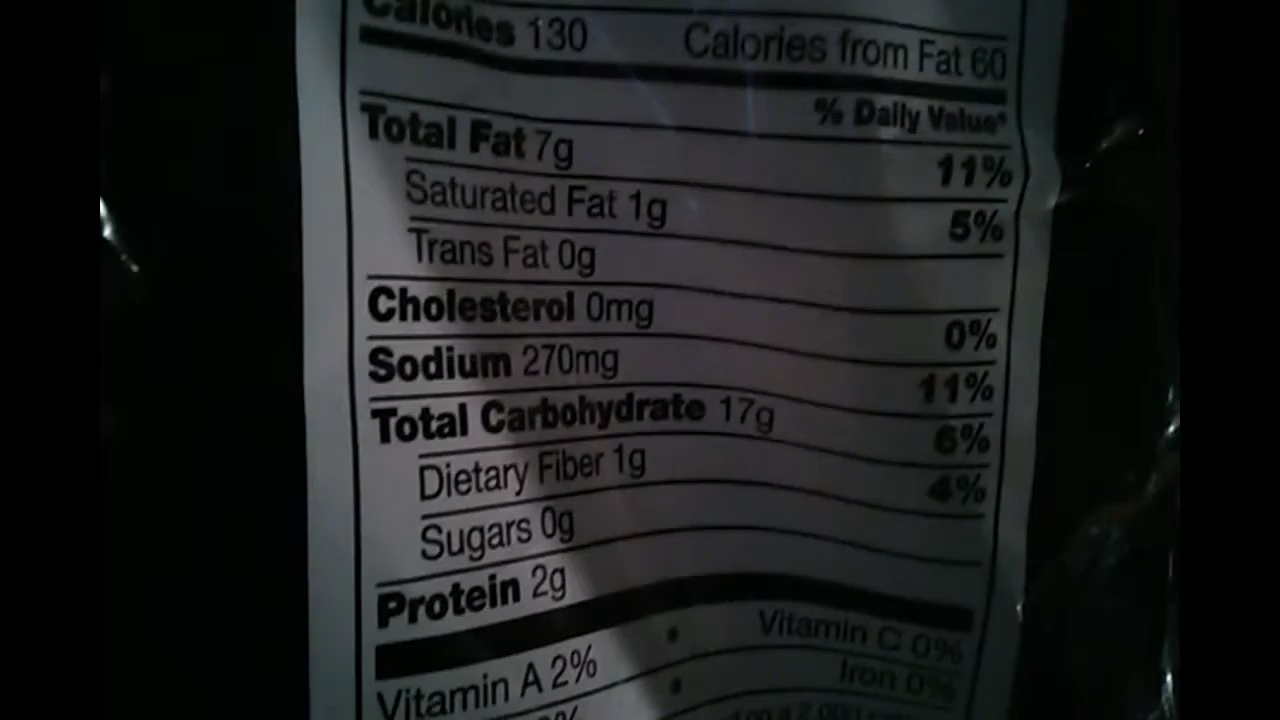 Calories 130 Calories from Fat 60
% Daily Value*
Total Fat 7g 11%
Saturated Fat 1g 5%
Trans Fat 0g
Cholesterol 0mg 0%
Sodium 270mg 11%
Total Carbohydrate 17g 6%
Dietary Fiber 1g 4%
Sugars 0g
Protein 2g
Vitamin A 2% • Vitamin C 0%
• Iron 0%